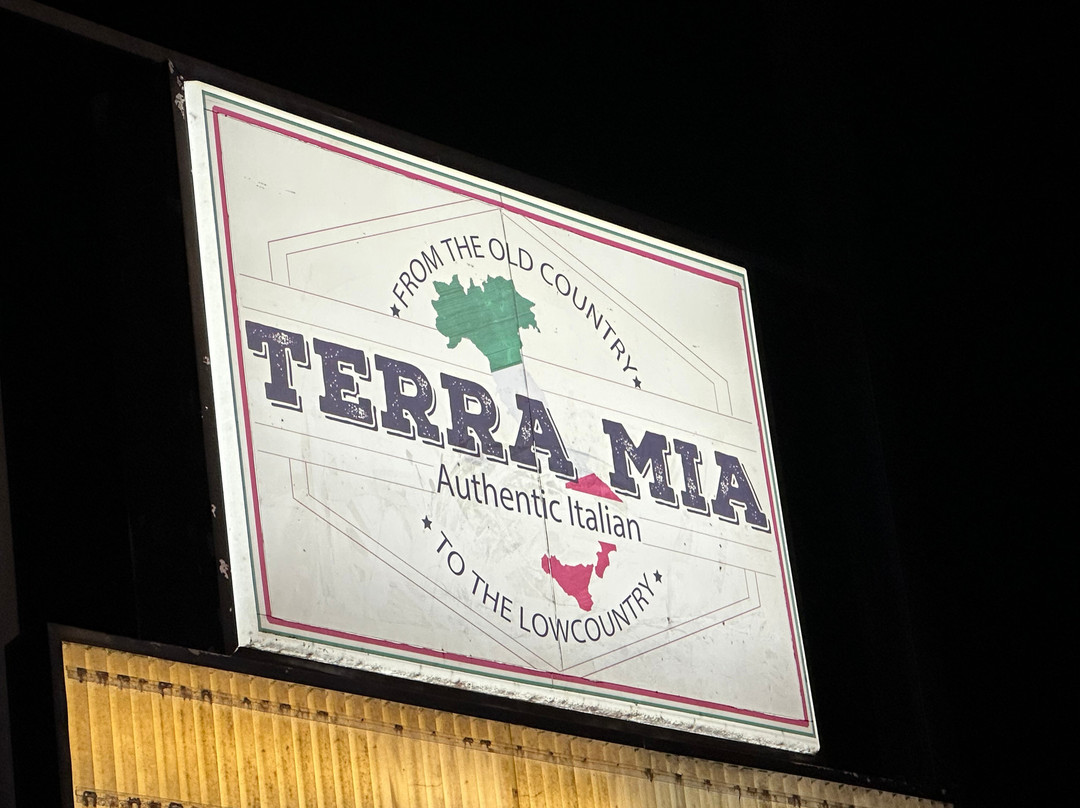 FROM THE OLD COUNTRY
TERRA MIA
Authentic Italian
TO THE LOWCOUNTRY